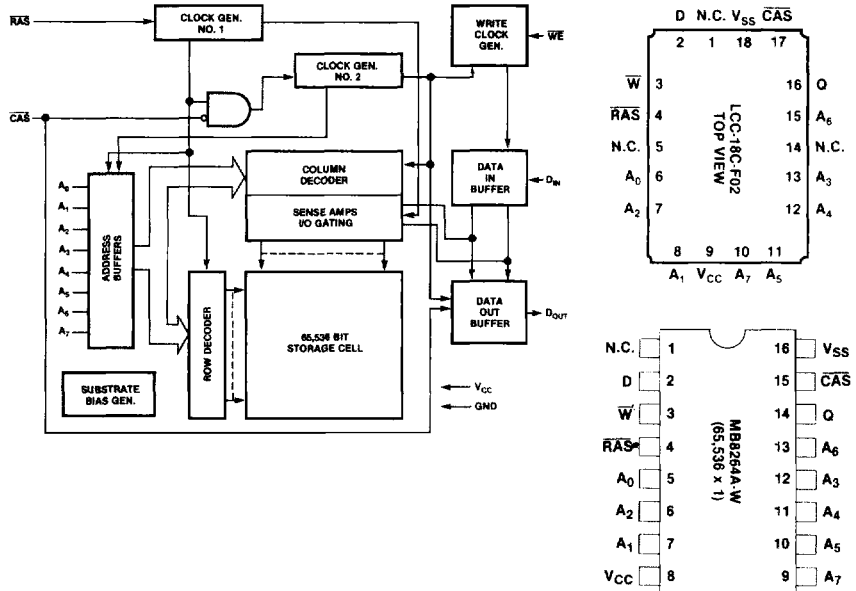 RAS
CLOCK GEN.
NO. 1
WRITE
CLOCK
GEN.
WE
CLOCK GEN.
NO. 2
CAS
COLUMN
DECODER
DATA
IN
BUFFER
DIN
SENSE AMPS
I/O GATING
A0
A1
A2
A3
A4
A5
A6
A7
ADDRESS
BUFFERS
ROW DECODER
65,536 BIT
STORAGE CELL
DATA
OUT
BUFFER
DOUT
SUBSTRATE
BIAS GEN.
VCC
GND
D N.C. VSS CAS
2 1 18 17
W 3
RAS 4
N.C. 5
A0 6
A2 7
LCC-18C-F02
TOP VIEW
16 Q
15 A6
14 N.C.
13 A3
12 A4
8 9 10 11
A1 VCC A7 A5
N.C. 1
D 2
W 3
RAS 4
A0 5
A2 6
A1 7
VCC 8
MB8264A-W
(65,536 x 1)
16 VSS
15 CAS
14 Q
13 A6
12 A3
11 A4
10 A5
9 A7